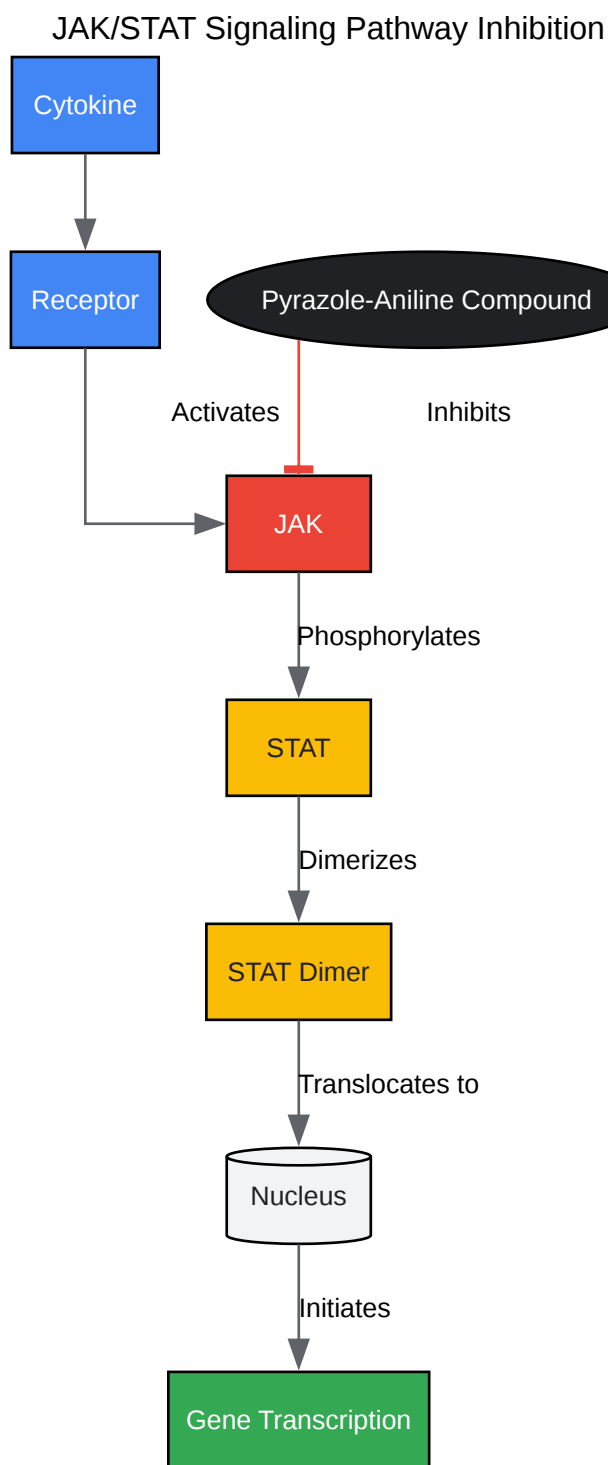 JAK/STAT Signaling Pathway Inhibition
Cytokine
Receptor
Pyrazole-Aniline Compound
Activates
Inhibits
JAK
Phosphorylates
STAT
Dimerizes
STAT Dimer
Translocates to
Nucleus
Initiates
Gene Transcription